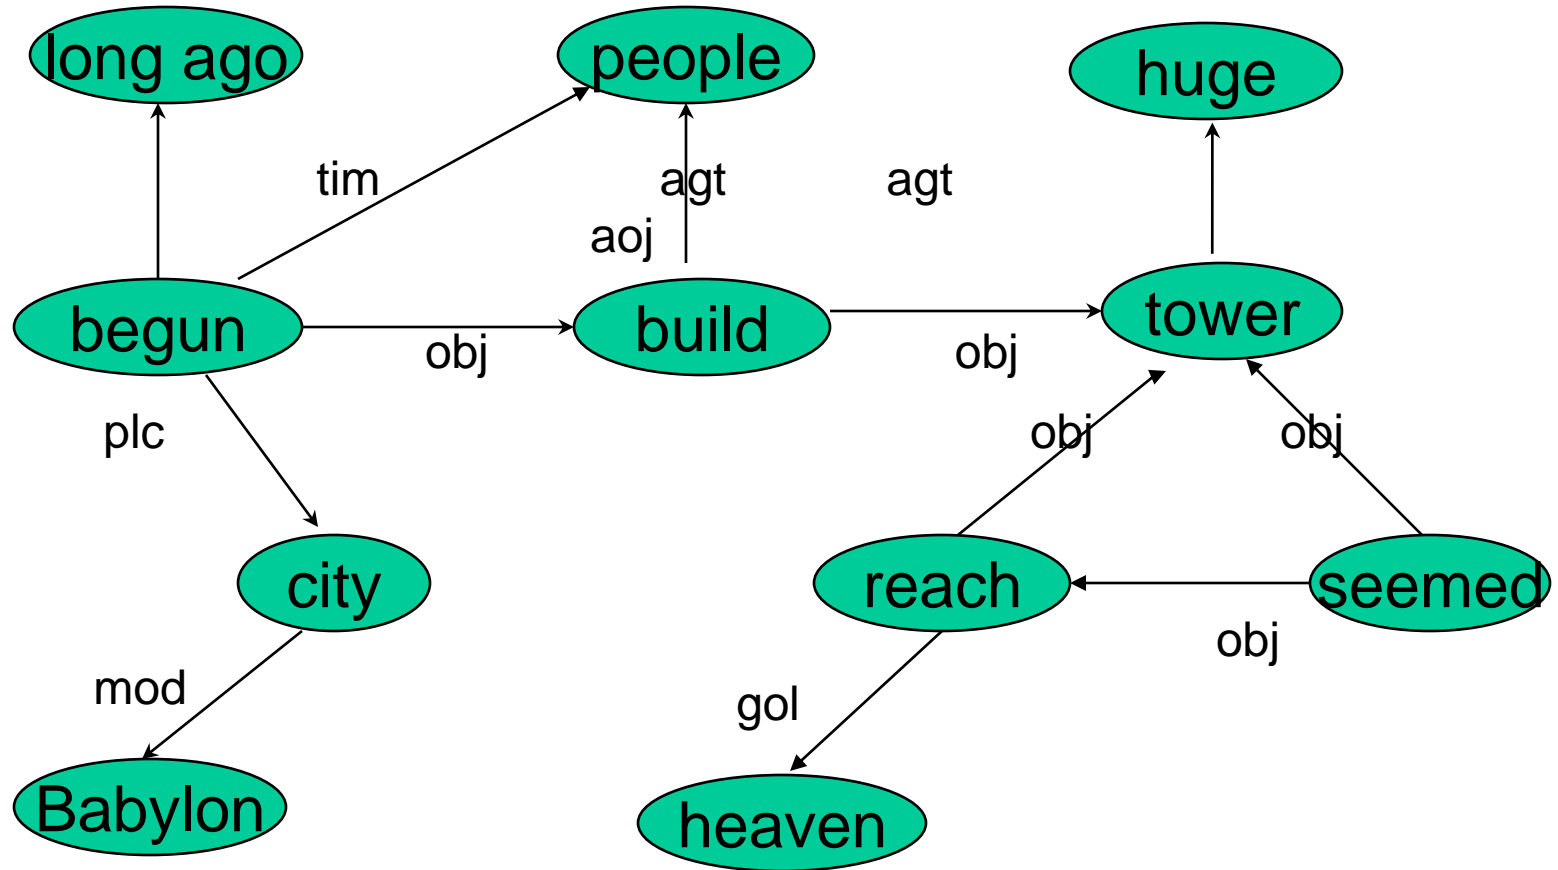 long ago
people
huge
tim
agt
agt
aoj
begun
build
tower
obj
obj
plc
obj
obj
city
reach
seemed
obj
mod
gol
Babylon
heaven